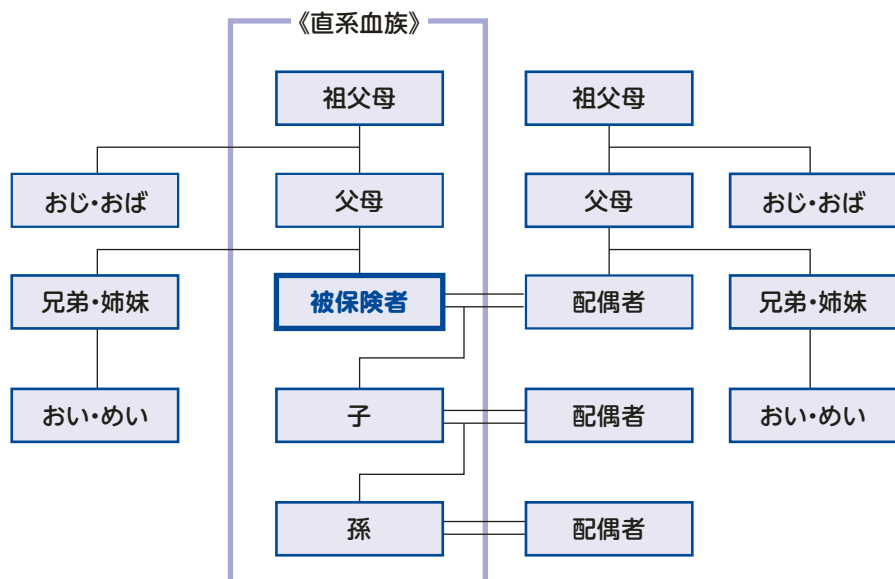 《直系血族》
祖父母
祖父母
おじ・おば
父母
父母
おじ・おば
兄弟・姉妹
被保険者
配偶者
兄弟・姉妹
おい・めい
子
配偶者
おい・めい
孫
配偶者